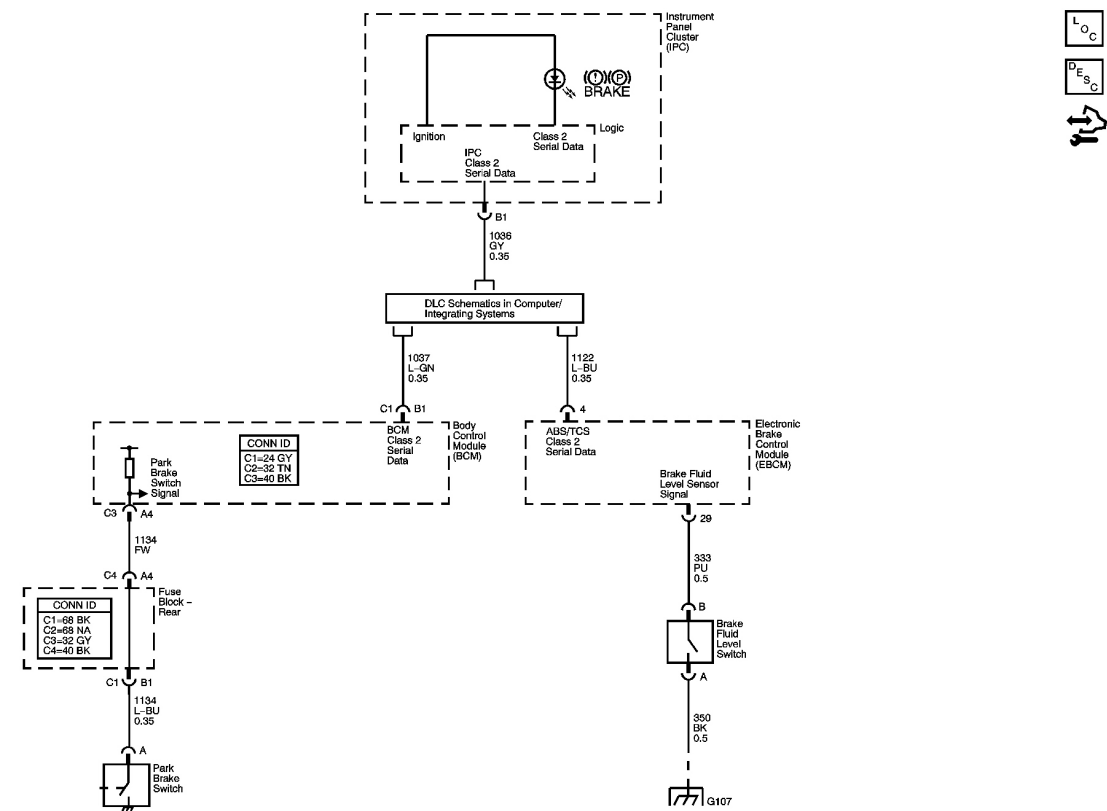 Instrument
Panel
Cluster
(IPC)
L O C
D E S C
(!) (P)
BRAKE
Ignition
Class 2
Serial Data
Logic
IPC
Class 2
Serial Data
B1
1036
GY
0.35
DLC Schematics in Computer/
Integrating Systems
1037
L-GN
0.35
1122
L-BU
0.35
C1 B1
4
BCM
Class 2
Serial
Data
Body
Control
Module
(BCM)
CONN ID
C1=24 GY
C2=32 TN
C3=40 BK
Park
Brake
Switch
Signal
ABS/TCS
Class 2
Serial Data
Electronic
Brake
Control
Module
(EBCM)
Brake Fluid
Level Sensor
Signal
C3 A4
29
1134
FW
333
PU
0.5
C4 A4
Fuse
Block –
Rear
CONN ID
C1=68 BK
C2=68 NA
C3=32 GY
C4=40 BK
B
Brake
Fluid
Level
Switch
C1 B1
A
1134
L-BU
0.35
350
BK
0.5
A
Park
Brake
Switch
G107